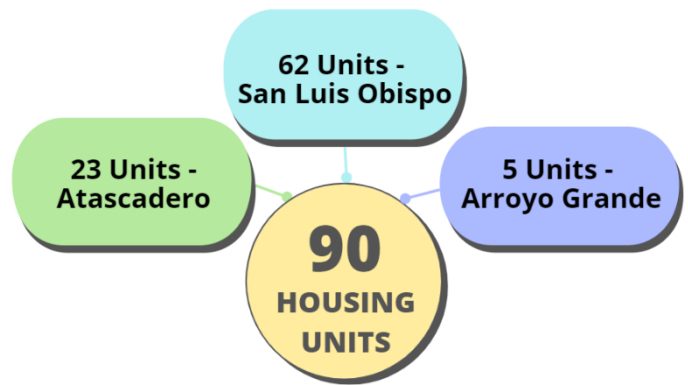 62 Units -
San Luis Obispo
23 Units -
Atascadero
5 Units -
Arroyo Grande
90
HOUSING
UNITS